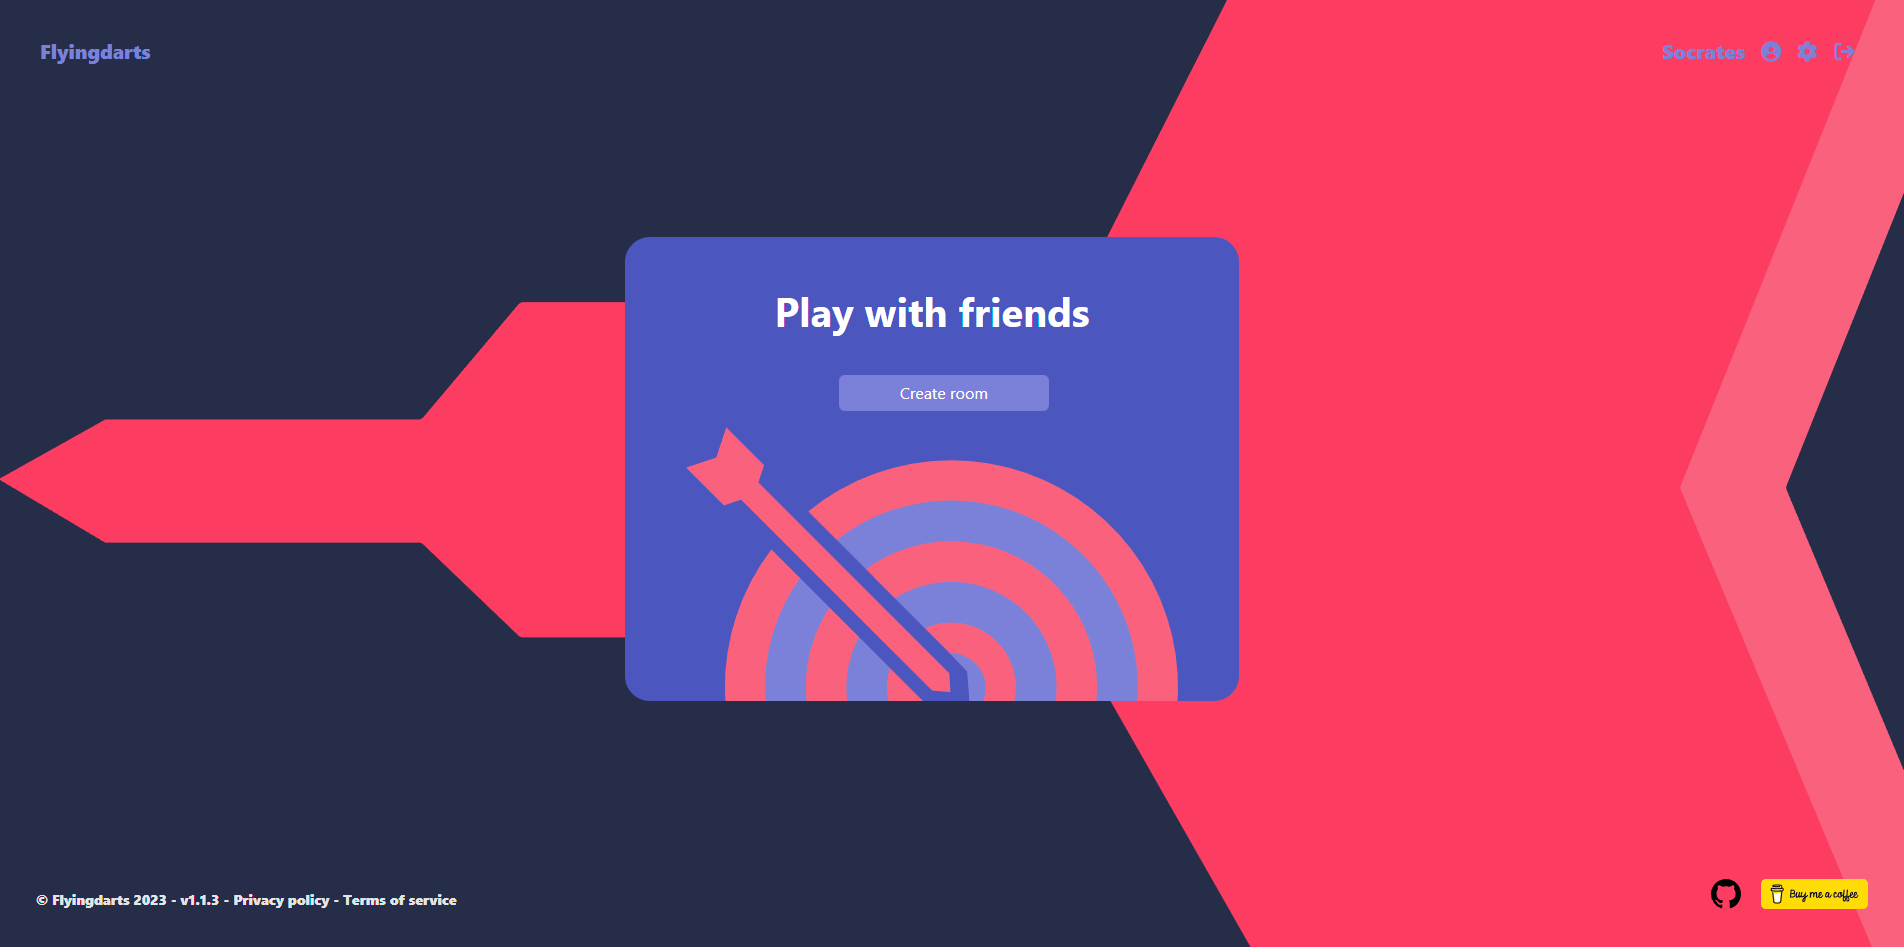 Flyingdarts
Socrates
Play with friends
Create room
© Flyingdarts 2023 - v1.1.3 - Privacy policy - Terms of service
Buy me a coffee